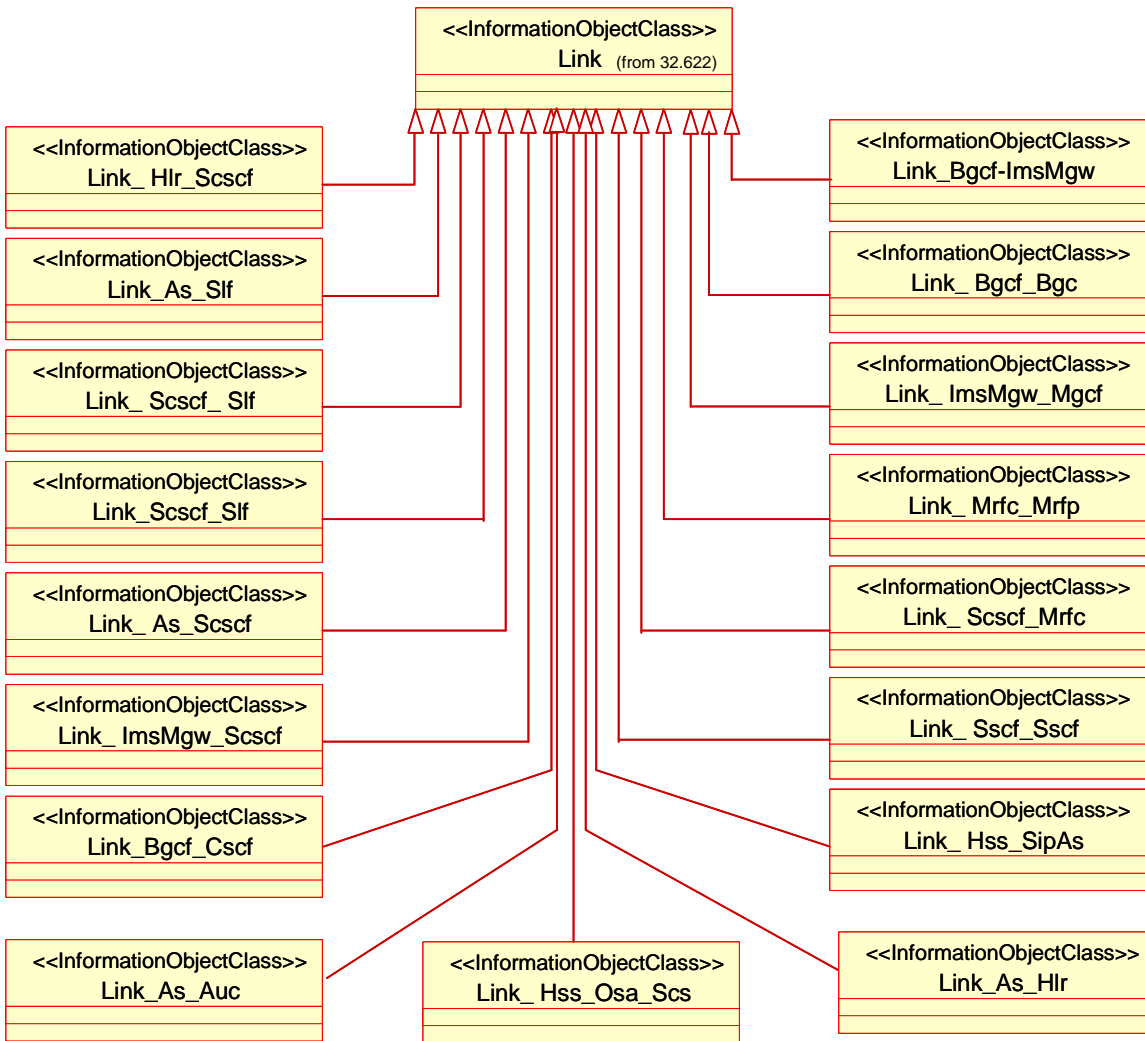 <<InformationObjectClass>>
Link (from 32.622)
<<InformationObjectClass>>
Link_ Hlr_Scscf
<<InformationObjectClass>>
Link_Bgcf-ImsMgw
<<InformationObjectClass>>
Link_As_Slf
<<InformationObjectClass>>
Link_ Bgcf_Bgc
<<InformationObjectClass>>
Link_ Scscf_ Slf
<<InformationObjectClass>>
Link_ ImsMgw_Mgcf
<<InformationObjectClass>>
Link_Scscf_Slf
<<InformationObjectClass>>
Link_ Mrfc_Mrfp
<<InformationObjectClass>>
Link_ As_Scscf
<<InformationObjectClass>>
Link_ Scscf_Mrfc
<<InformationObjectClass>>
Link_ ImsMgw_Scscf
<<InformationObjectClass>>
Link_ Sscf_Sscf
<<InformationObjectClass>>
Link_Bgcf_Cscf
<<InformationObjectClass>>
Link_ Hss_SipAs
<<InformationObjectClass>>
Link_As_Auc
<<InformationObjectClass>>
Link_ Hss_Osa_Scs
<<InformationObjectClass>>
Link_As_Hlr